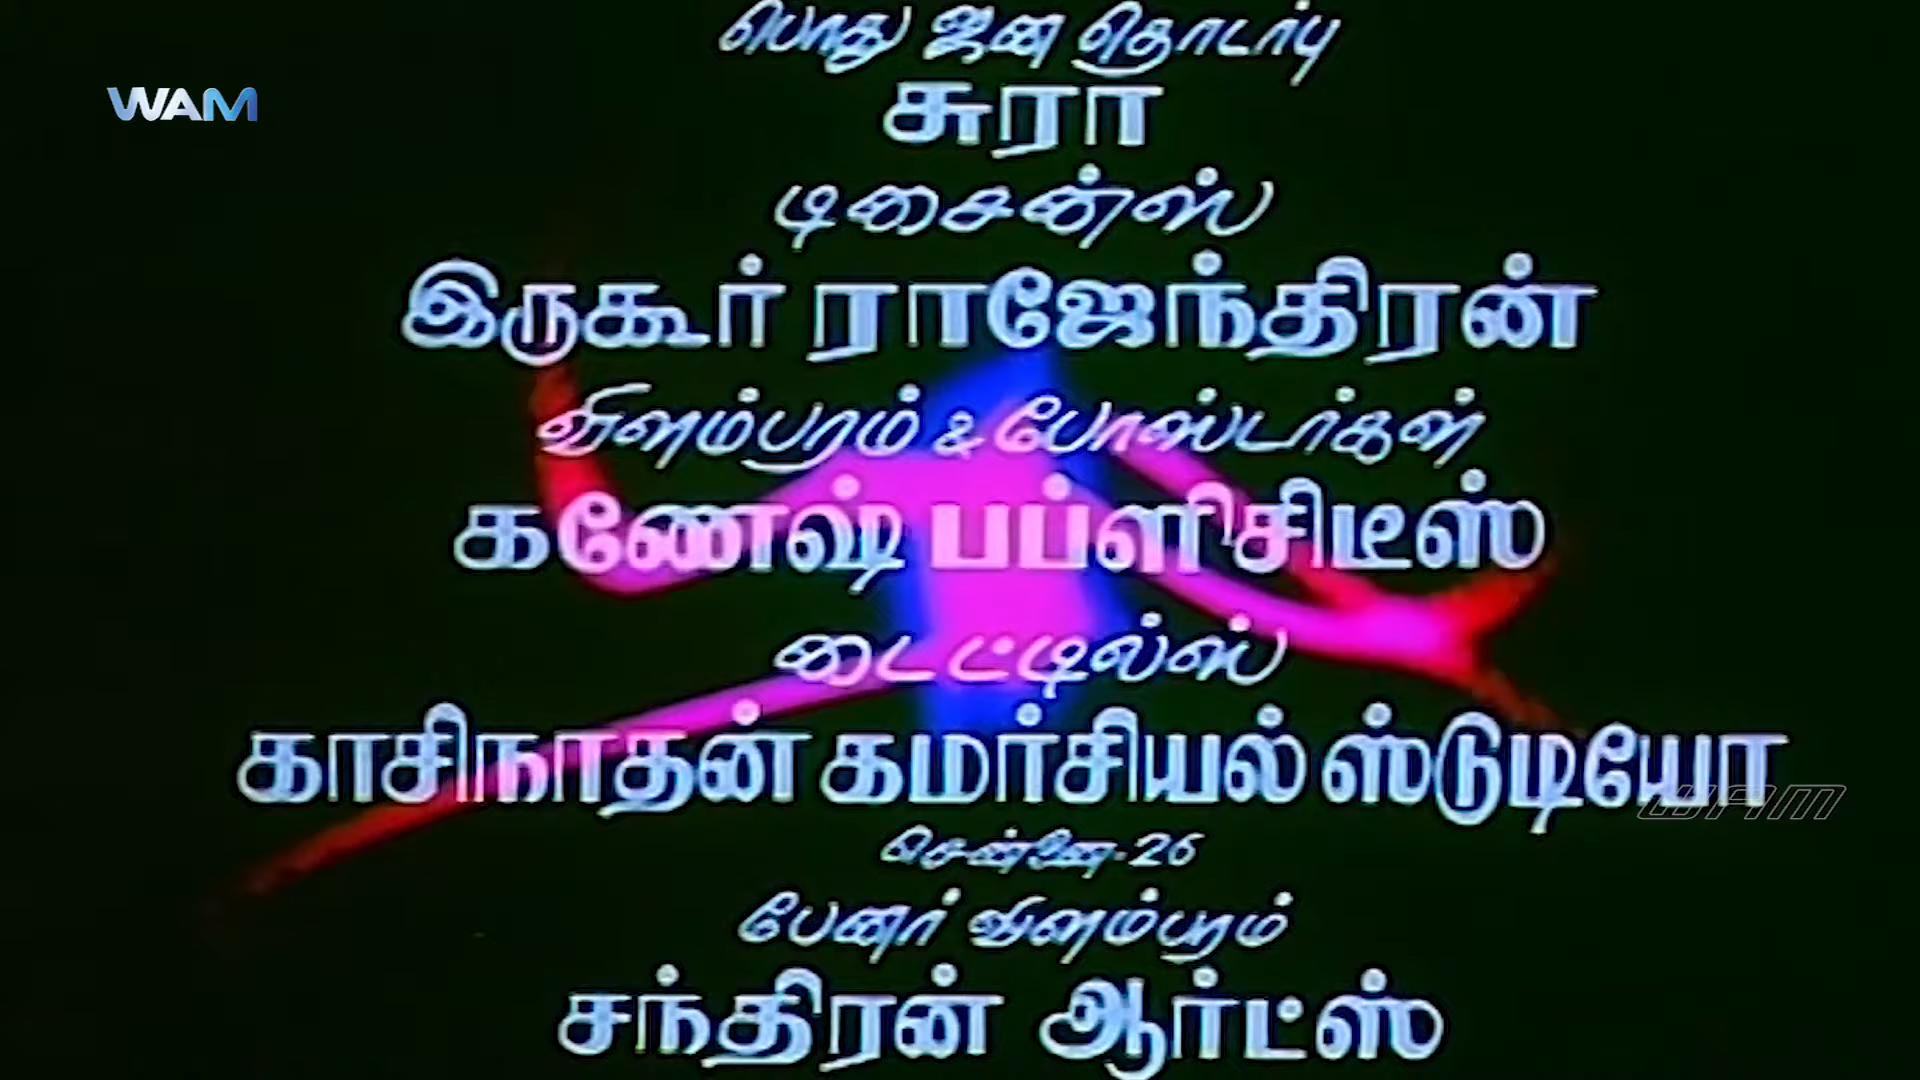 பொது ஜன தொடர்பு
WAM
சுரா
டிசைன்ஸ்
இருகூர் ராஜேந்திரன்
விளம்பரம் & போஸ்டர்கள்
கணேஷ் பப்ளிசிடீஸ்
டைட்டில்ஸ்
காசிநாதன் கமர்சியல் ஸ்டுடியோ
WAM
சென்னை-26
பேனர் விளம்பரம்
சந்திரன் ஆர்ட்ஸ்